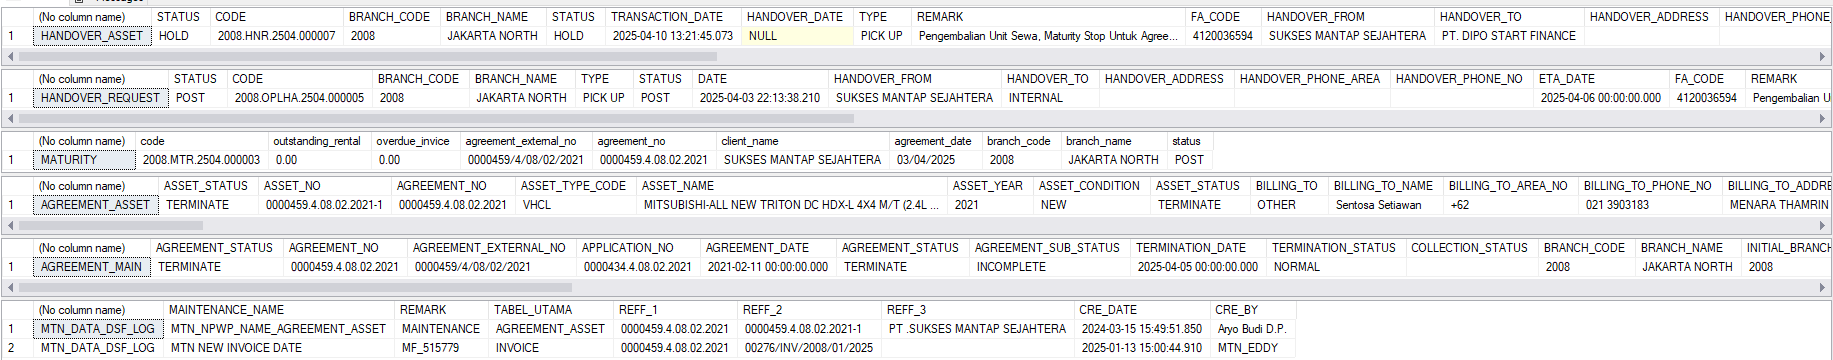 Messages
(No column name) STATUS CODE BRANCH_CODE BRANCH_NAME STATUS TRANSACTION_DATE HANDOVER_DATE TYPE REMARK FA_CODE HANDOVER_FROM HANDOVER_TO HANDOVER_ADDRESS HANDOVER_PHONE_
1 HANDOVER_ASSET HOLD 2008.HNR.2504.000007 2008 JAKARTA NORTH HOLD 2025-04-10 13:21:45.073 NULL PICK UP Pengembalian Unit Sewa, Maturity Stop Untuk Agree... 4120036594 SUKSES MANTAP SEJAHTERA PT. DIPO START FINANCE
(No column name) STATUS CODE BRANCH_CODE BRANCH_NAME TYPE STATUS DATE HANDOVER_FROM HANDOVER_TO HANDOVER_ADDRESS HANDOVER_PHONE_AREA HANDOVER_PHONE_NO ETA_DATE FA_CODE REMARK
1 HANDOVER_REQUEST POST 2008.OPLHA.2504.000005 2008 JAKARTA NORTH PICK UP POST 2025-04-03 22:13:38.210 SUKSES MANTAP SEJAHTERA INTERNAL 2025-04-06 00:00:00.000 4120036594 Pengembalian U
(No column name) code outstanding_rental overdue_invice agreement_external_no agreement_no client_name agreement_date branch_code branch_name status
1 MATURITY 2008.MTR.2504.000003 0.00 0.00 0000459/4/08/02/2021 0000459.4.08.02.2021 SUKSES MANTAP SEJAHTERA 03/04/2025 2008 JAKARTA NORTH POST
(No column name) ASSET_STATUS ASSET_NO AGREEMENT_NO ASSET_TYPE_CODE ASSET_NAME ASSET_YEAR ASSET_CONDITION ASSET_STATUS BILLING_TO BILLING_TO_NAME BILLING_TO_AREA_NO BILLING_TO_PHONE_NO BILLING_TO_ADDRE
1 AGREEMENT_ASSET TERMINATE 0000459.4.08.02.2021-1 0000459.4.08.02.2021 VHCL MITSUBISHI-ALL NEW TRITON DC HDX-L 4X4 M/T (2.4L ... 2021 NEW TERMINATE OTHER Sentosa Setiawan +62 021 3903183 MENARA THAMRIN
(No column name) AGREEMENT_STATUS AGREEMENT_NO AGREEMENT_EXTERNAL_NO APPLICATION_NO AGREEMENT_DATE AGREEMENT_STATUS AGREEMENT_SUB_STATUS TERMINATION_DATE TERMINATION_STATUS COLLECTION_STATUS BRANCH_CODE BRANCH_NAME INITIAL_BRANCH
1 AGREEMENT_MAIN TERMINATE 0000459.4.08.02.2021 0000459/4/08/02/2021 0000434.4.08.02.2021 2021-02-11 00:00:00.000 TERMINATE INCOMPLETE 2025-04-05 00:00:00.000 NORMAL 2008 JAKARTA NORTH 2008
(No column name) MAINTENANCE_NAME REMARK TABEL_UTAMA REFF_1 REFF_2 REFF_3 CRE_DATE CRE_BY
1 MTN_DATA_DSF_LOG MTN_NPWP_NAME_AGREEMENT_ASSET MAINTENANCE AGREEMENT_ASSET 0000459.4.08.02.2021 0000459.4.08.02.2021-1 PT .SUKSES MANTAP SEJAHTERA 2024-03-15 15:49:51.850 Aryo Budi D.P.
2 MTN_DATA_DSF_LOG MTN NEW INVOICE DATE MF_515779 INVOICE 0000459.4.08.02.2021 00276/INV/2008/01/2025 2025-01-13 15:00:44.910 MTN_EDDY